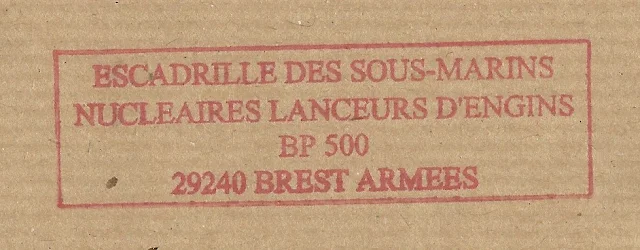 ESCADRILLE DES SOUS-MARINS
NUCLEAIRES LANCEURS D'ENGINS
BP 500
29240 BREST ARMEES